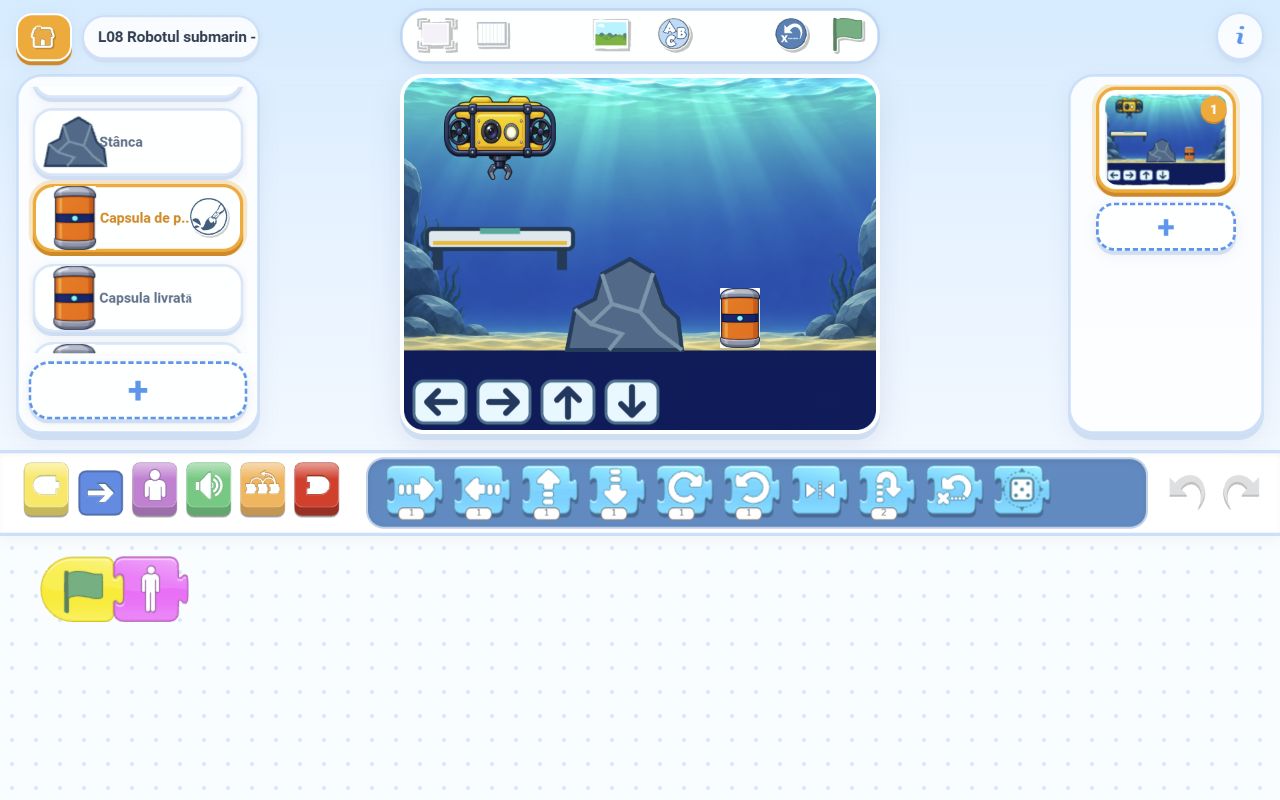 L08 Robotul submarin -
A
B
C
x
i
Stânca
Capsula de p..
Capsula livrată
1
+
+
1
1
1
1
1
1
2
x